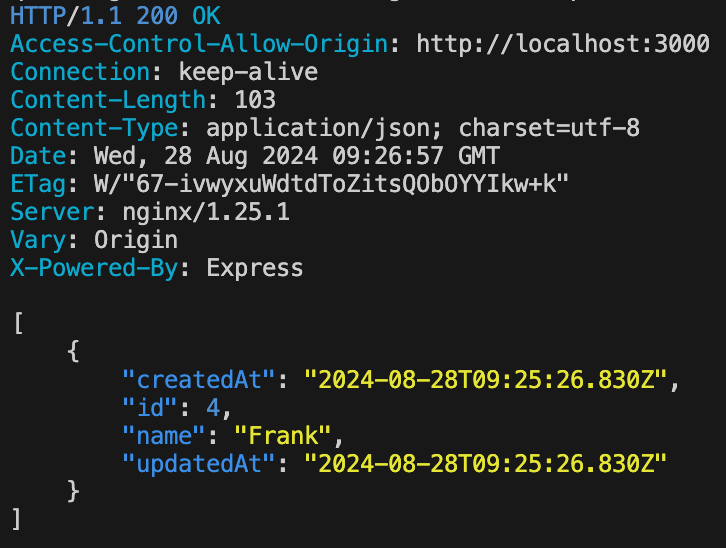 HTTP/1.1 200 OK
Access-Control-Allow-Origin: http://localhost:3000
Connection: keep-alive
Content-Length: 103
Content-Type: application/json; charset=utf-8
Date: Wed, 28 Aug 2024 09:26:57 GMT
ETag: W/"67-ivwyxuWdtdToZitsQObOYYIkw+k"
Server: nginx/1.25.1
Vary: Origin
X-Powered-By: Express

[
    {
        "createdAt": "2024-08-28T09:25:26.830Z",
        "id": 4,
        "name": "Frank",
        "updatedAt": "2024-08-28T09:25:26.830Z"
    }
]